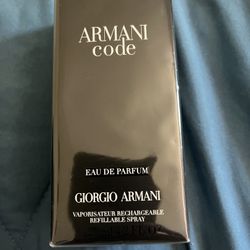 ARMANI
code
EAU DE PARFUM
GIORGIO ARMANI
VAPORISATEUR RECHARGEABLE
REFILLABLE SPRAY